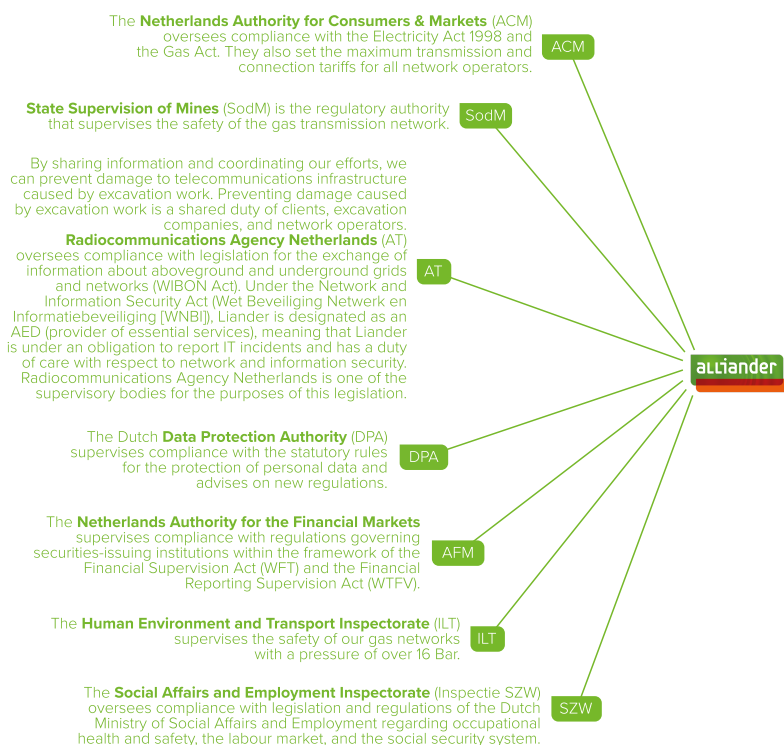 The Netherlands Authority for Consumers & Markets (ACM)
oversees compliance with the Electricity Act 1998 and
the Gas Act. They also set the maximum transmission and
connection tariffs for all network operators.
ACM
State Supervision of Mines (SodM) is the regulatory authority
that supervises the safety of the gas transmission network.
SodM
By sharing information and coordinating our efforts, we
can prevent damage to telecommunications infrastructure
caused by excavation work. Preventing damage caused
by excavation work is a shared duty of clients, excavation
companies, and network operators.
Radiocommunications Agency Netherlands (AT)
oversees compliance with legislation for the exchange of
information about aboveground and underground grids
and networks (WIBON Act). Under the Network and
Information Security Act (Wet Beveiliging Netwerk en
Informatiebeveiliging [WNBI]), Liander is designated as an
AED (provider of essential services), meaning that Liander
is under an obligation to report IT incidents and has a duty
of care with respect to network and information security.
Radiocommunications Agency Netherlands is one of the
supervisory bodies for the purposes of this legislation.
AT
alliander
The Dutch Data Protection Authority (DPA)
supervises compliance with the statutory rules
for the protection of personal data and
advises on new regulations.
DPA
The Netherlands Authority for the Financial Markets
supervises compliance with regulations governing
securities-issuing institutions within the framework of the
Financial Supervision Act (WFT) and the Financial
Reporting Supervision Act (WTFV).
AFM
The Human Environment and Transport Inspectorate (ILT)
supervises the safety of our gas networks
with a pressure of over 16 Bar.
ILT
The Social Affairs and Employment Inspectorate (Inspectie SZW)
oversees compliance with legislation and regulations of the Dutch
Ministry of Social Affairs and Employment regarding occupational
health and safety, the labour market, and the social security system.
SZW